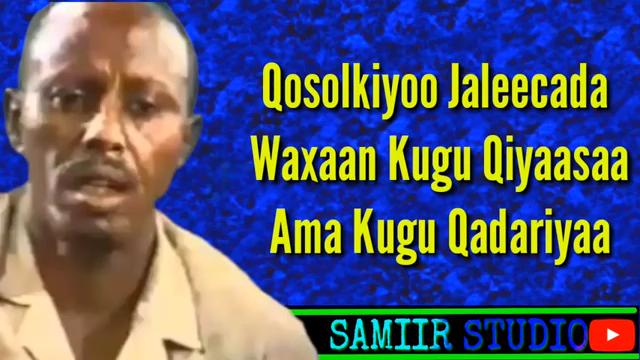 Qosolkiyoo Jaleecada
Waxaan Kugu Qiyaasaa
Ama Kugu Qadariyaa
SAMIIR STUDIO